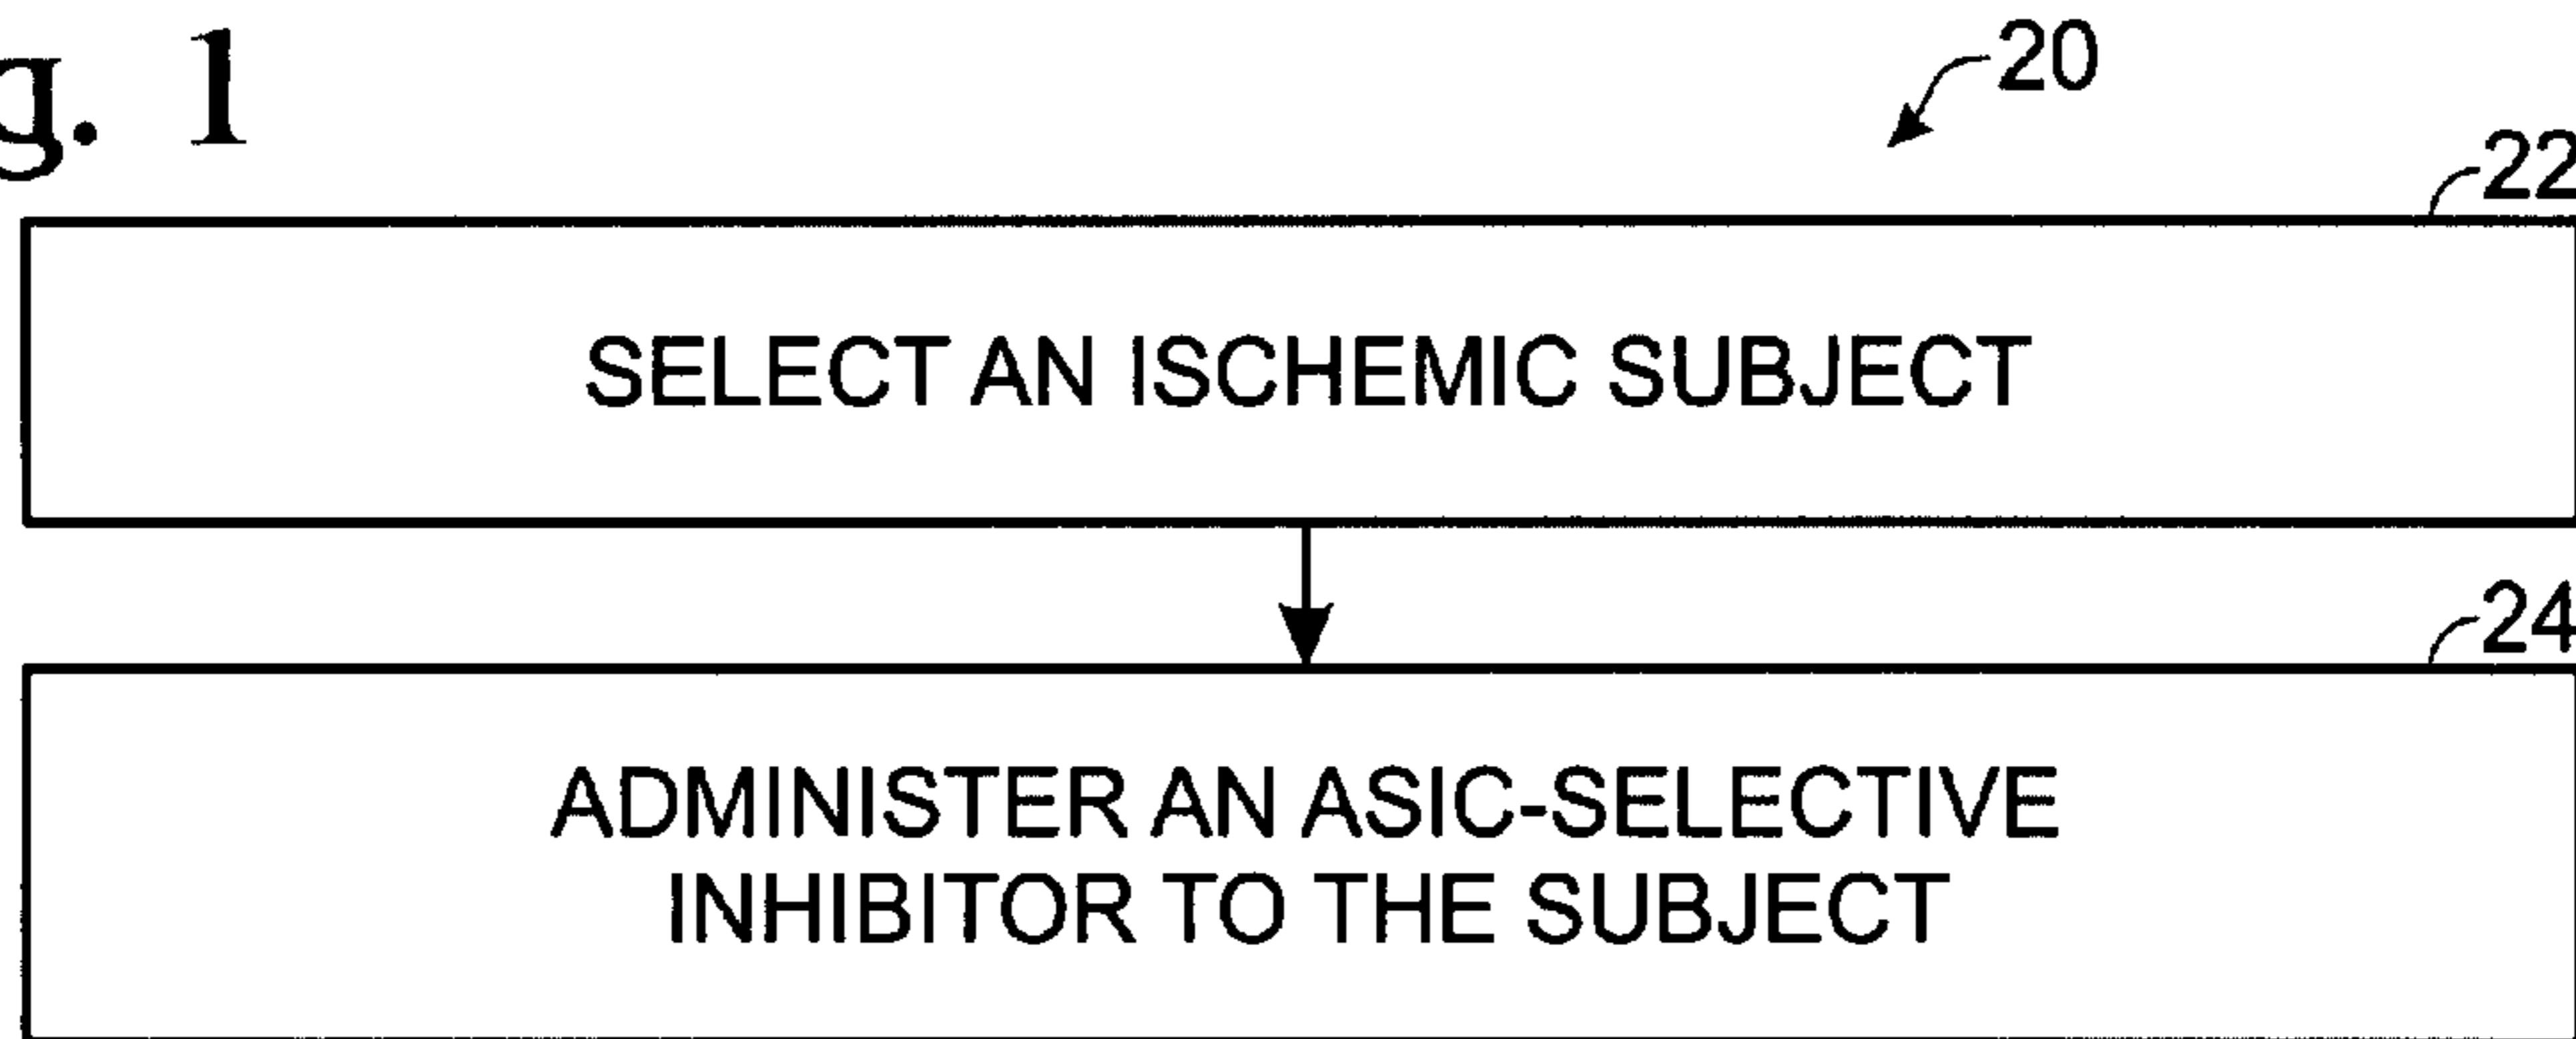 g. 1
20
22
SELECT AN ISCHEMIC SUBJECT
24
ADMINISTER AN ASIC-SELECTIVE
INHIBITOR TO THE SUBJECT